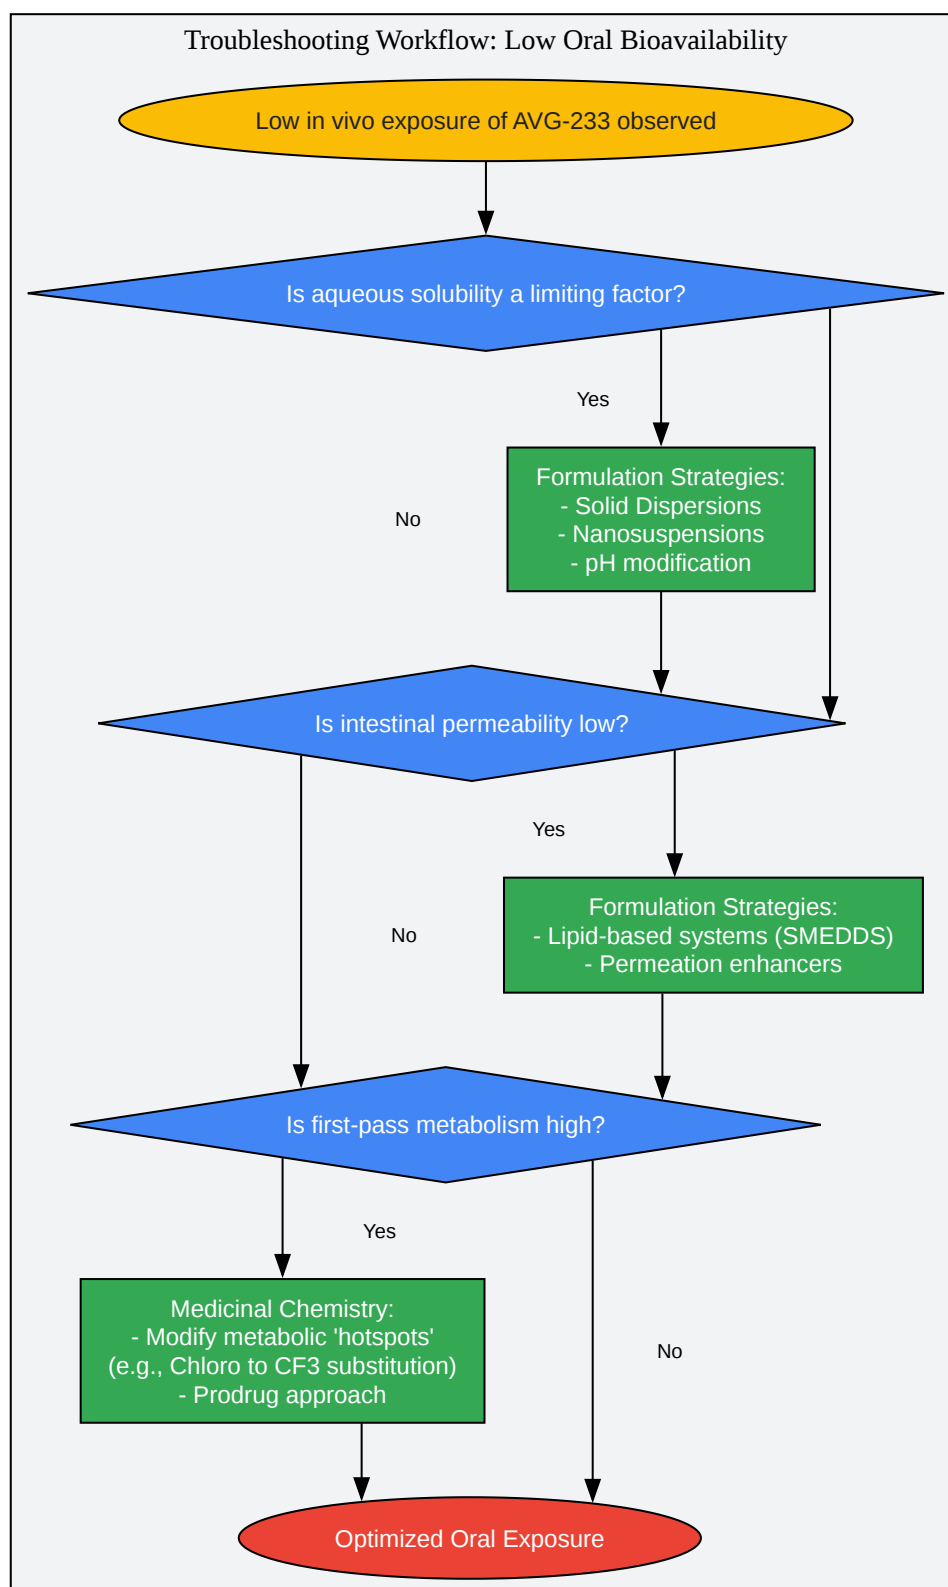 Troubleshooting Workflow: Low Oral Bioavailability
Low in vivo exposure of AVG-233 observed
Is aqueous solubility a limiting factor?
Yes
Formulation Strategies:
- Solid Dispersions
- Nanosuspensions
- pH modification
No
Is intestinal permeability low?
Yes
Formulation Strategies:
- Lipid-based systems (SMEDDS)
- Permeation enhancers
No
Is first-pass metabolism high?
Yes
Medicinal Chemistry:
- Modify metabolic 'hotspots'
(e.g., Chloro to CF3 substitution)
- Prodrug approach
No
Optimized Oral Exposure